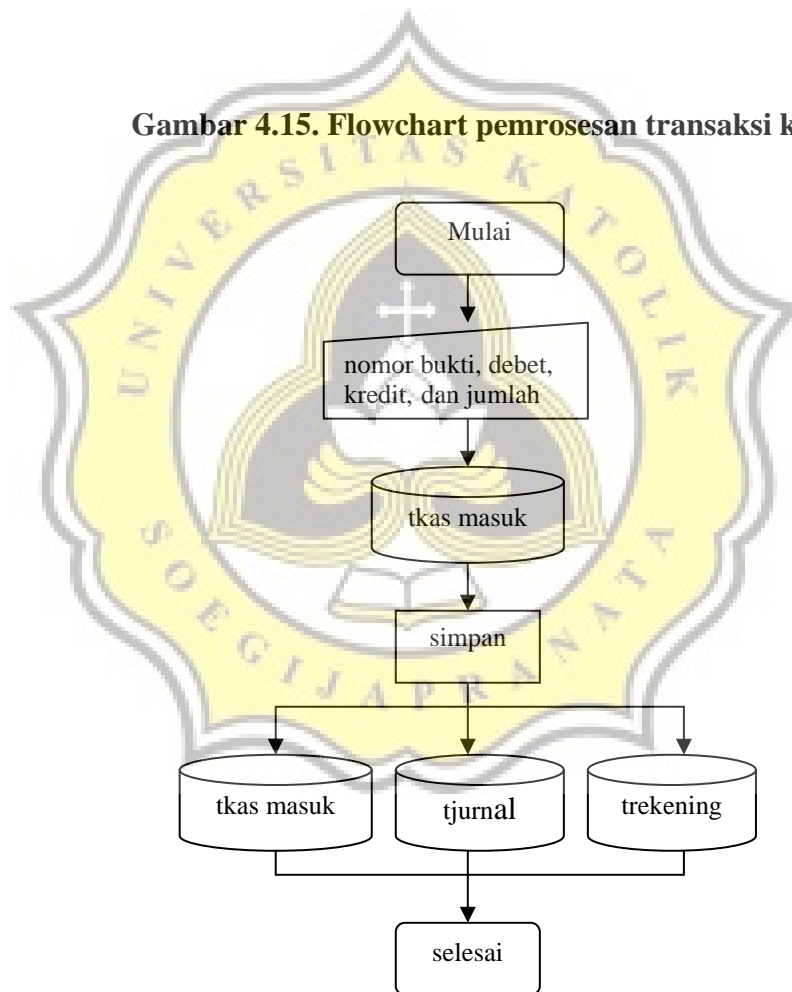 Gambar 4.15. Flowchart pemrosesan transaksi k
UNIVERSITAS KATOLIK
SOEGIJAPRANATA
Mulai
nomor bukti, debet,
kredit, dan jumlah
tkas masuk
simpan
tkas masuk
tjurnal
trekening
selesai